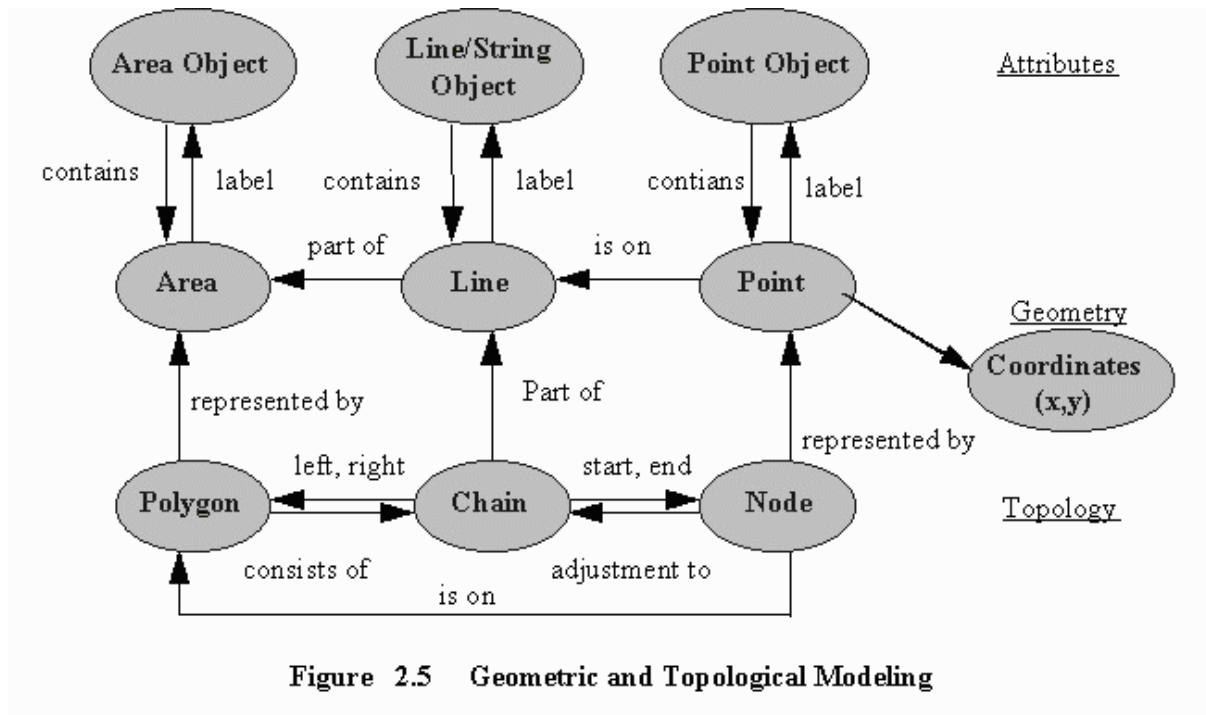 Area Object
Line/String
Object
Point Object
Attributes
contains
label
contains
label
contians
label
part of
is on
Area
Line
Point
Geometry
Coordinates
(x,y)
represented by
Part of
represented by
left, right
start, end
Polygon
Chain
Node
Topology
consists of
adjustment to
is on
Figure 2.5 Geometric and Topological Modeling